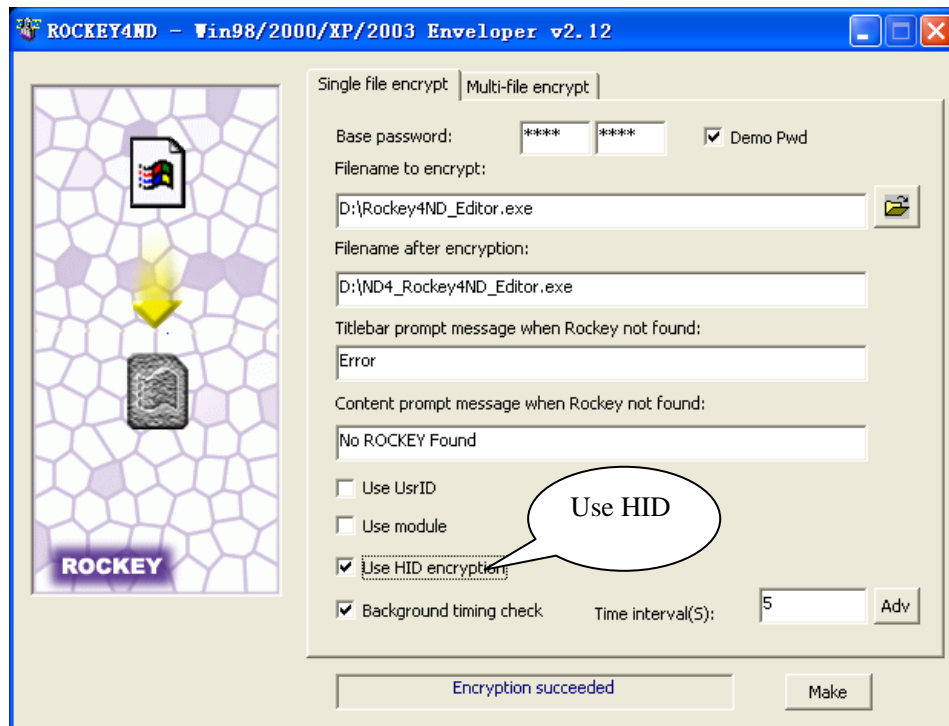 ROCKEY4ND - Win98/2000/XP/2003 Enveloper v2.12
Single file encrypt Multi-file encrypt
Base password: **** **** Demo Pwd
Filename to encrypt:
D:\Rockey4ND_Editor.exe
Filename after encryption:
D:\ND4_Rockey4ND_Editor.exe
Titlebar prompt message when Rockey not found:
Error
Content prompt message when Rockey not found:
No ROCKEY Found
Use UsrID
Use HID
Use module
ROCKEY
Use HID encryption
Background timing check Time interval(S): 5 Adv
Encryption succeeded Make